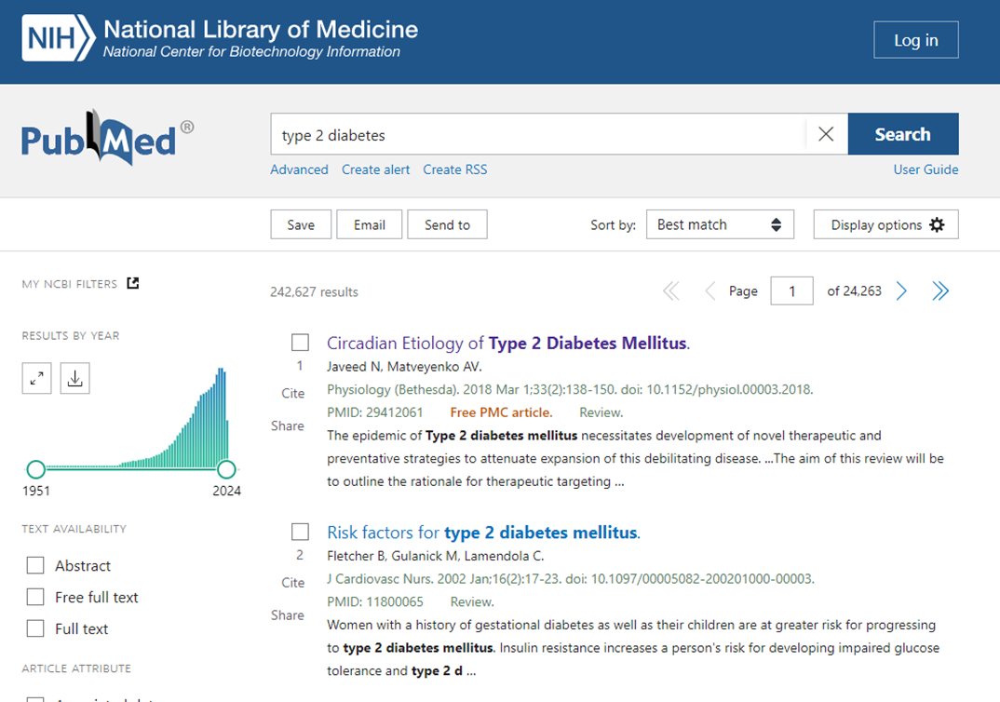 NIH National Library of Medicine
National Center for Biotechnology Information
Log in
PubMed®
type 2 diabetes
Search
Advanced Create alert Create RSS User Guide
Save Email Send to Sort by: Best match Display options
MY NCBI FILTERS
242,627 results Page 1 of 24,263
RESULTS BY YEAR
1951 2024
TEXT AVAILABILITY
Abstract
Free full text
Full text
ARTICLE ATTRIBUTE
Circadian Etiology of Type 2 Diabetes Mellitus.
1
Javeed N, Matveyenko AV.
Cite
Physiology (Bethesda). 2018 Mar 1;33(2):138-150. doi: 10.1152/physiol.00003.2018.
PMID: 29412061 Free PMC article. Review.
Share
The epidemic of Type 2 diabetes mellitus necessitates development of novel therapeutic and
preventative strategies to attenuate expansion of this debilitating disease. ...The aim of this review will be
to outline the rationale for therapeutic targeting ...
Risk factors for type 2 diabetes mellitus.
2
Fletcher B, Gulanick M, Lamendola C.
Cite
J Cardiovasc Nurs. 2002 Jan;16(2):17-23. doi: 10.1097/00005082-200201000-00003.
PMID: 11800065 Review.
Share
Women with a history of gestational diabetes as well as their children are at greater risk for progressing
to type 2 diabetes mellitus. Insulin resistance increases a person's risk for developing impaired glucose
tolerance and type 2 d ...